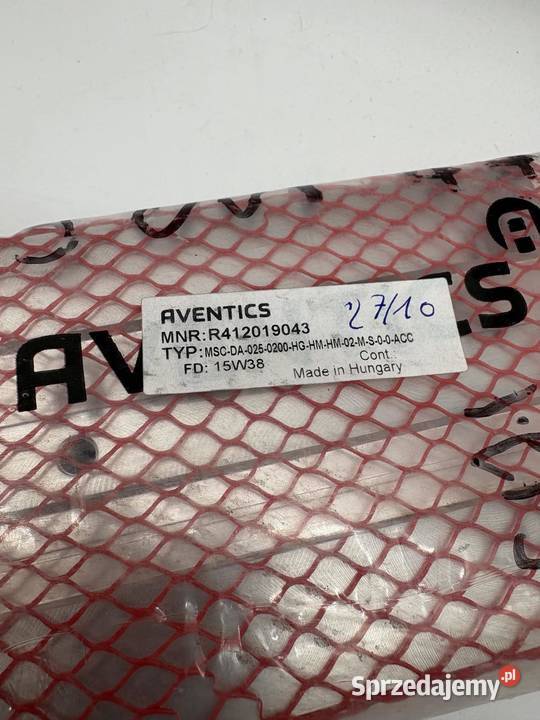 AVENTICS
MNR: R412019043
TYP: MSC-DA-025-0200-HG-HM-HM-02-M-S-0-0-ACC
FD: 15W38
Cont.:
Made in Hungary
27/10
AVENTICS
Sprzedajemy.pl